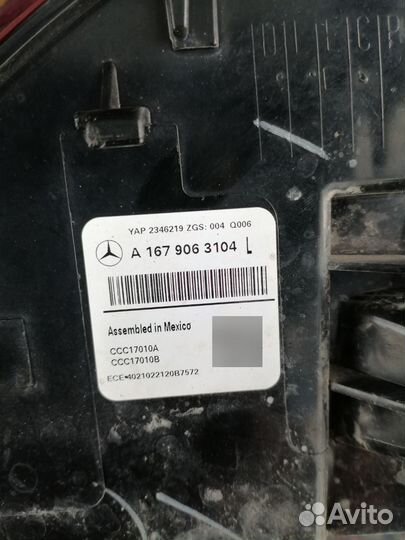 YAP 2346219 ZGS: 004 Q006
A 167 906 3104 L
Assembled in Mexico
CCC17010A
CCC17010B
ECE*4021022120B7572
Avito